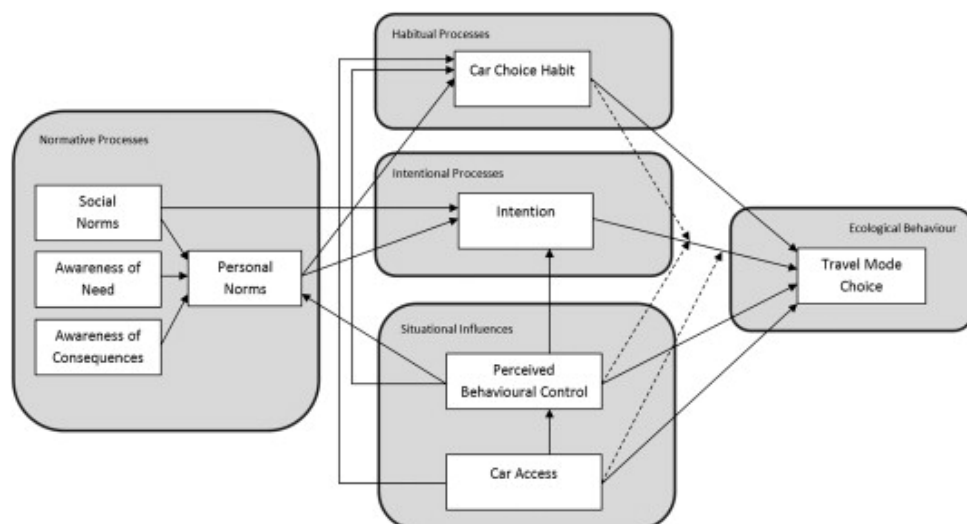 Habitual Processes
Car Choice Habit
Normative Processes
Social
Norms
Awareness of
Need
Awareness of
Consequences
Personal
Norms
Intentional Processes
Intention
Ecological Behaviour
Travel Mode
Choice
Situational Influences
Perceived
Behavioural Control
Car Access